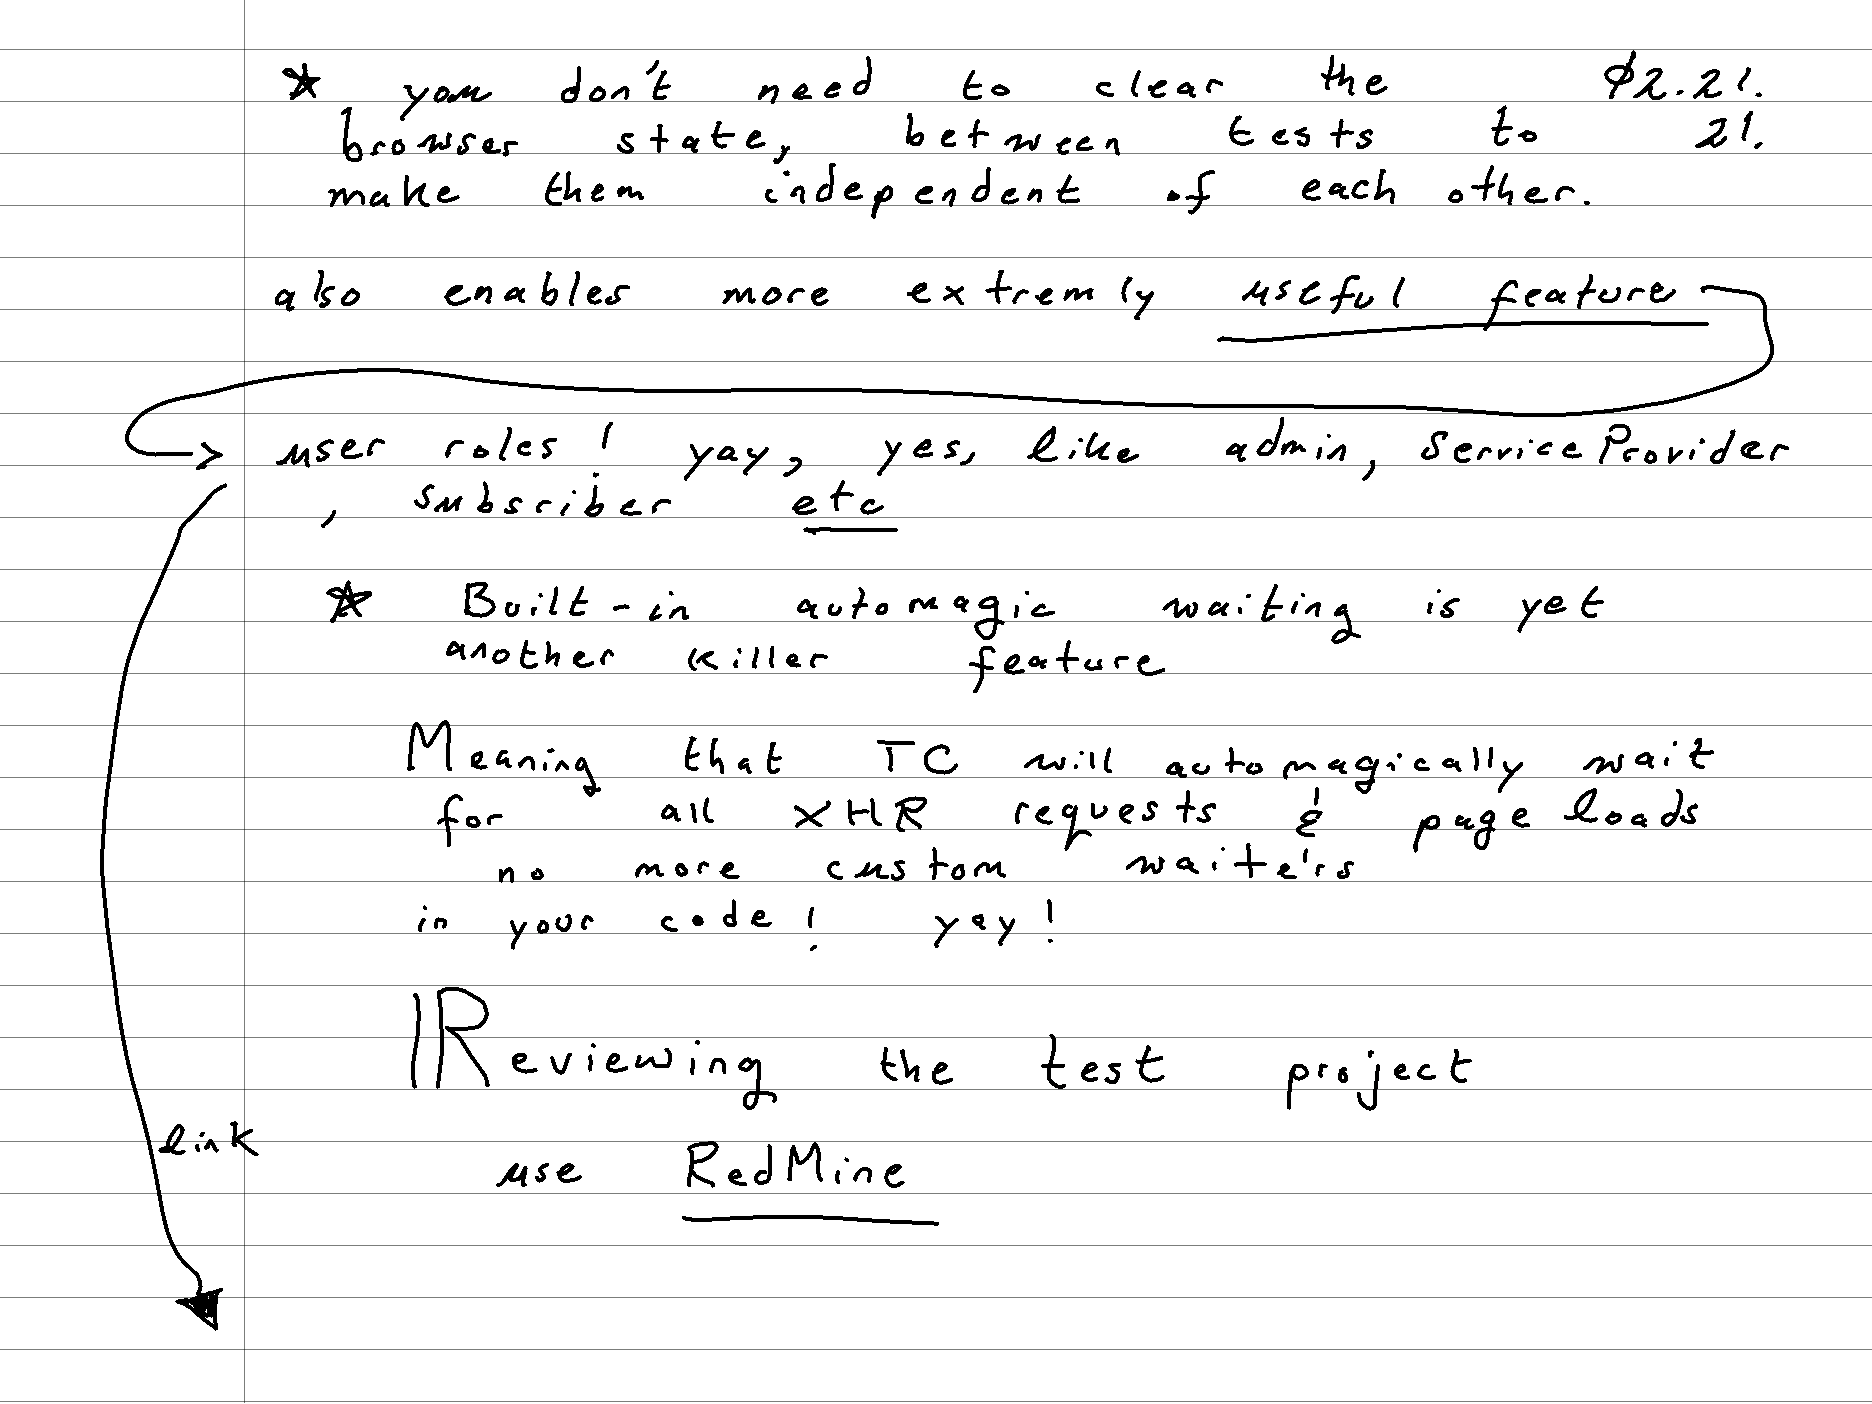 * you don't need to clear the 02.21.
browser state, between tests to 21.
make them independent of each other.
also enables more extremly useful feature
user roles! yay, yes, like admin, ServiceProvider
, subscriber etc
* Built-in automagic waiting is yet
another killer feature
Meaning that TC will automagically wait
for all XHR requests & page loads
no more custom waite'rs
in your code! yay!
Reviewing the test project
link
use RedMine